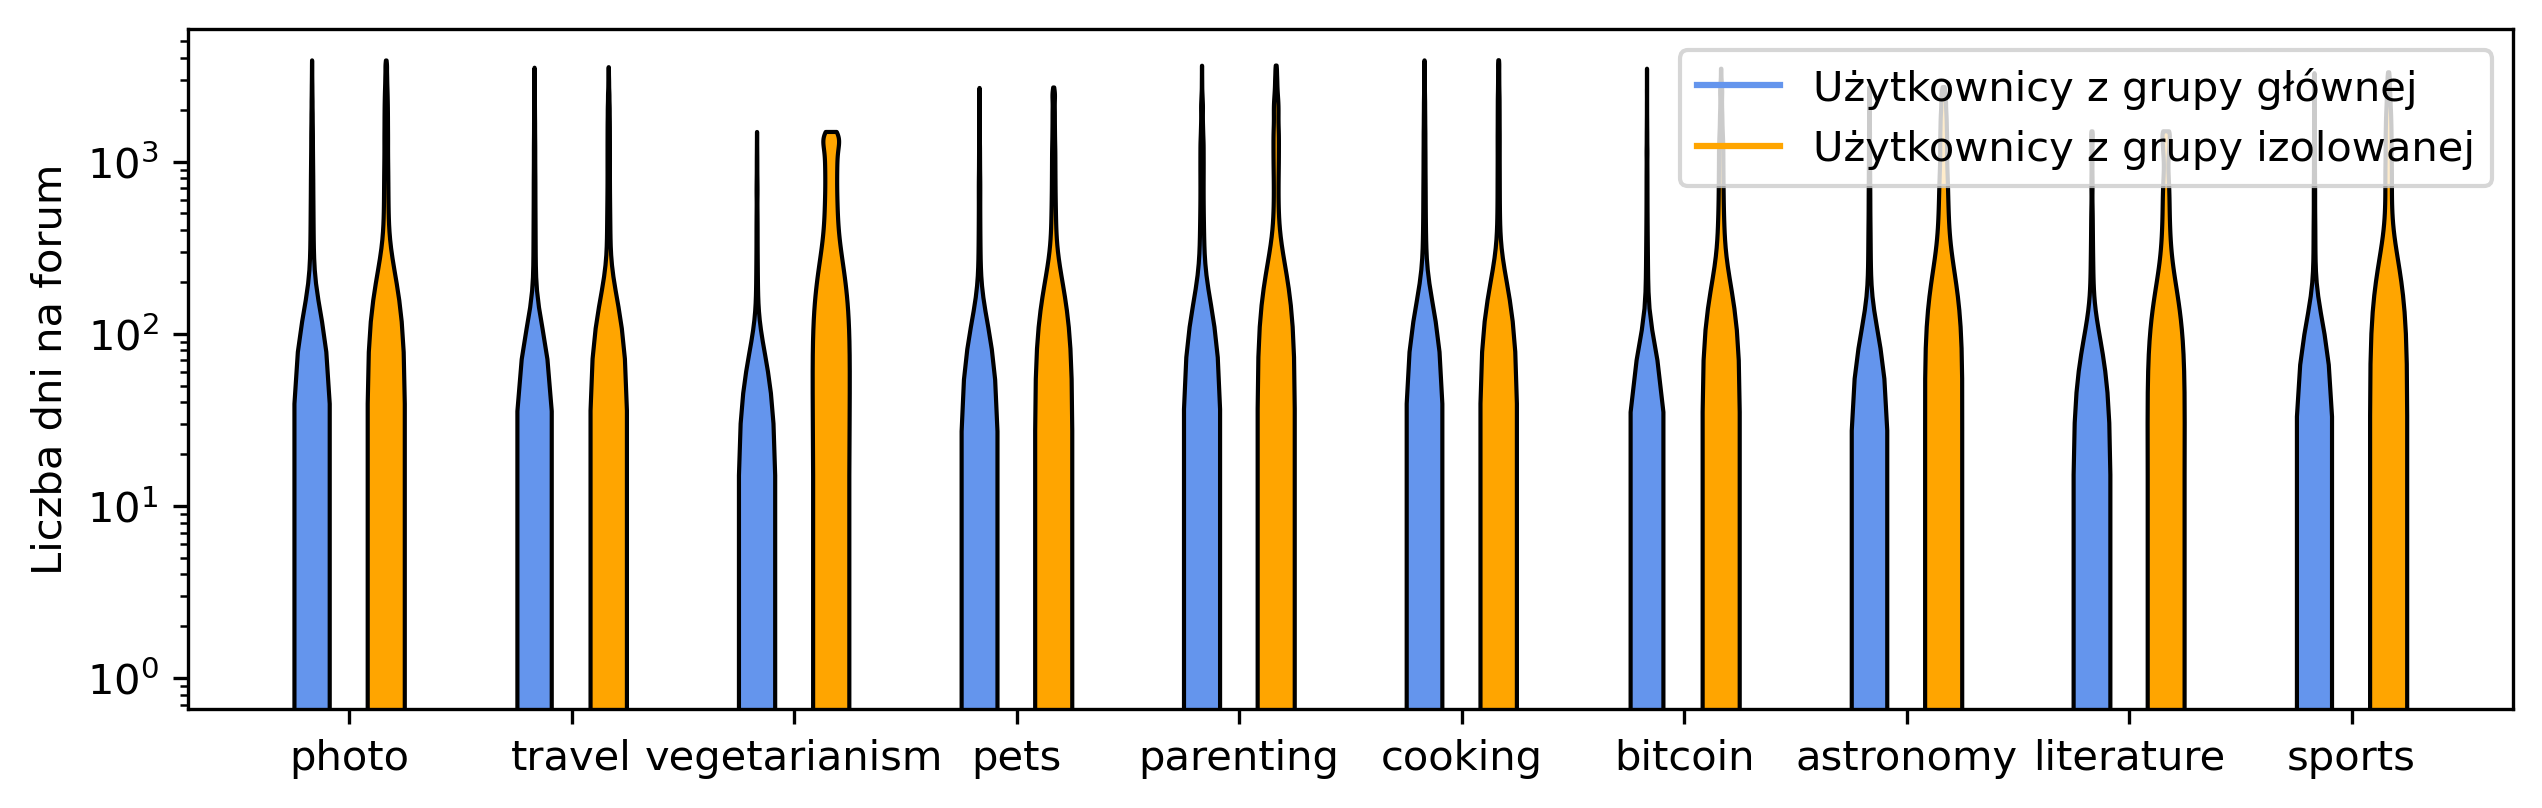 Liczba dni na forum
10³
10²
10¹
10⁰
Użytkownicy z grupy głównej
Użytkownicy z grupy izolowanej
photo travel vegetarianism pets parenting cooking bitcoin astronomy literature sports